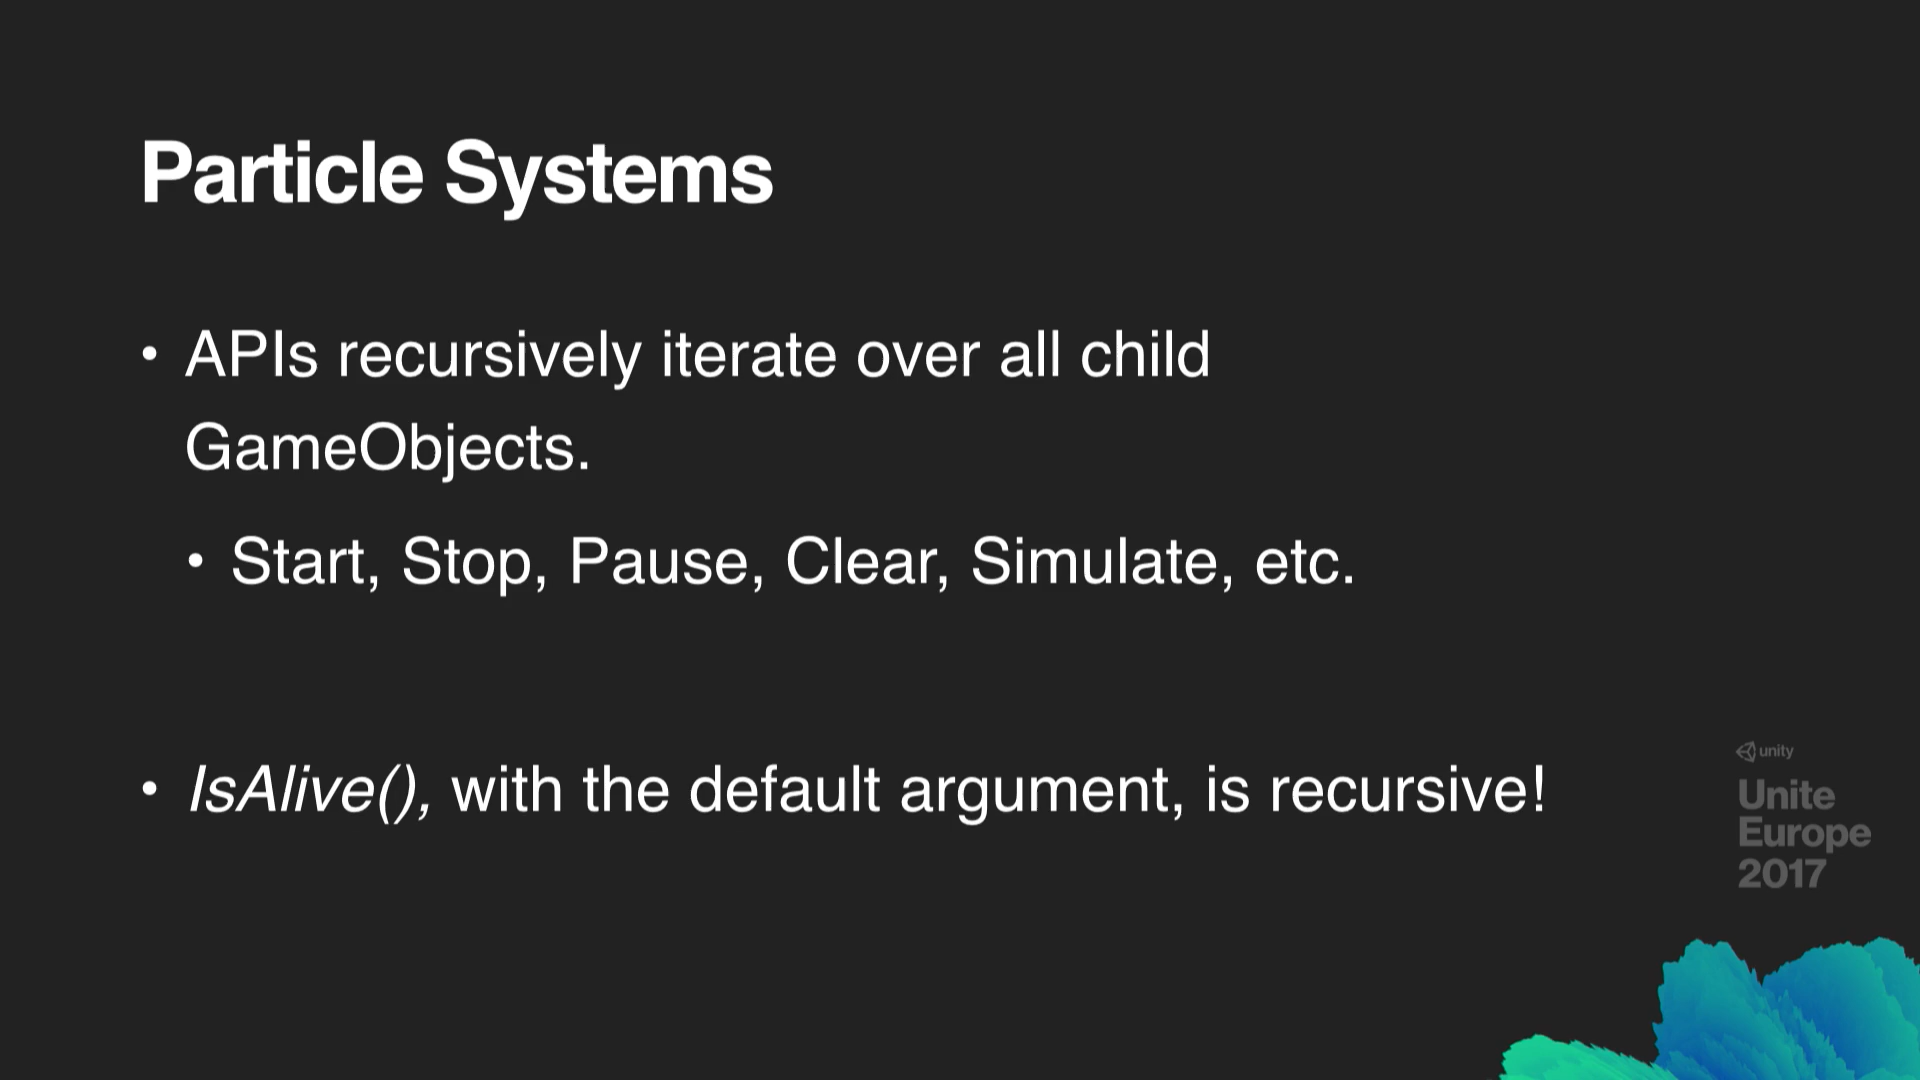 Particle Systems
• APIs recursively iterate over all child
GameObjects.
• Start, Stop, Pause, Clear, Simulate, etc.
• IsAlive(), with the default argument, is recursive!
unity
Unite
Europe
2017